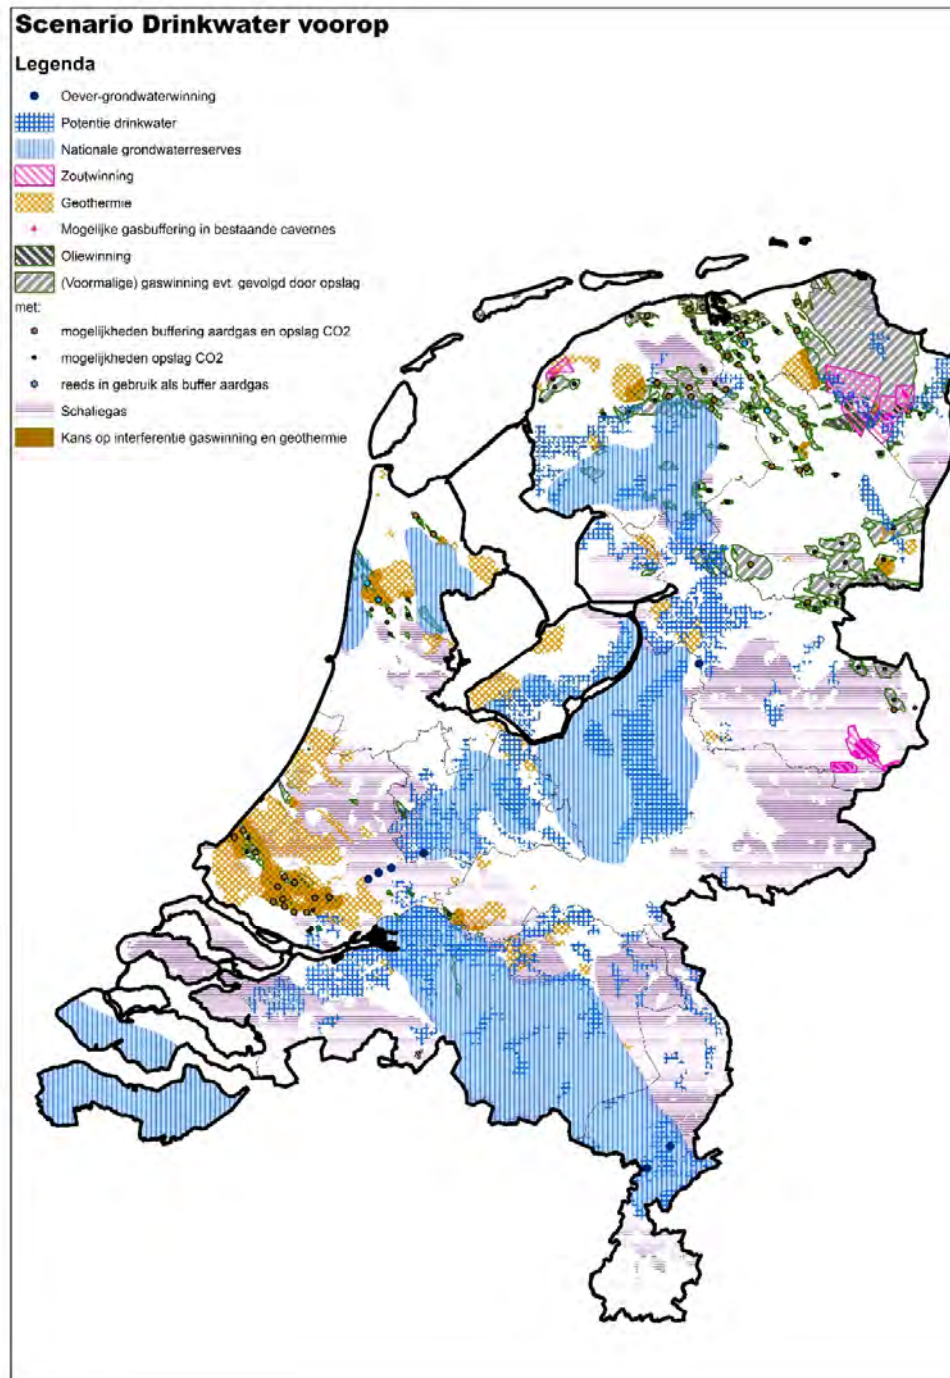 Scenario Drinkwater voorop
Legenda
Oever-grondwaterwinning
Potentie drinkwater
Nationale grondwaterreserves
Zoutwinning
Geothermie
Mogelijke gasbuffering in bestaande cavernes
Oliewinning
(Voormalige) gaswinning evt. gevolgd door opslag
met:
mogelijkheden buffering aardgas en opslag CO2
mogelijkheden opslag CO2
reeds in gebruik als buffer aardgas
Schaliegas
Kans op interferentie gaswinning en geothermie